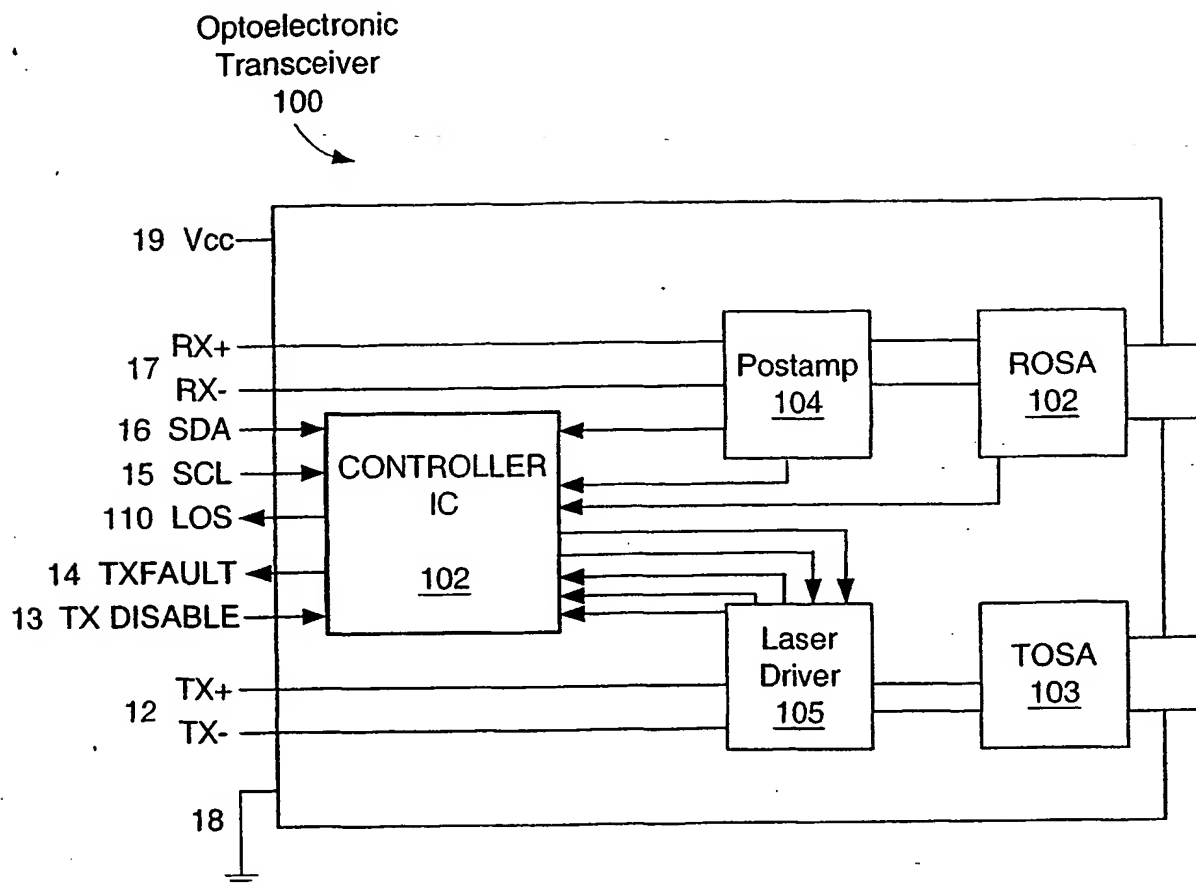 Optoelectronic
Transceiver
100
19 Vcc
17
RX+
RX-
16 SDA
15 SCL
110 LOS
14 TXFAULT
13 TX DISABLE
12
TX+
TX-
18
CONTROLLER
IC
102
Postamp
104
ROSA
102
Laser
Driver
105
TOSA
103